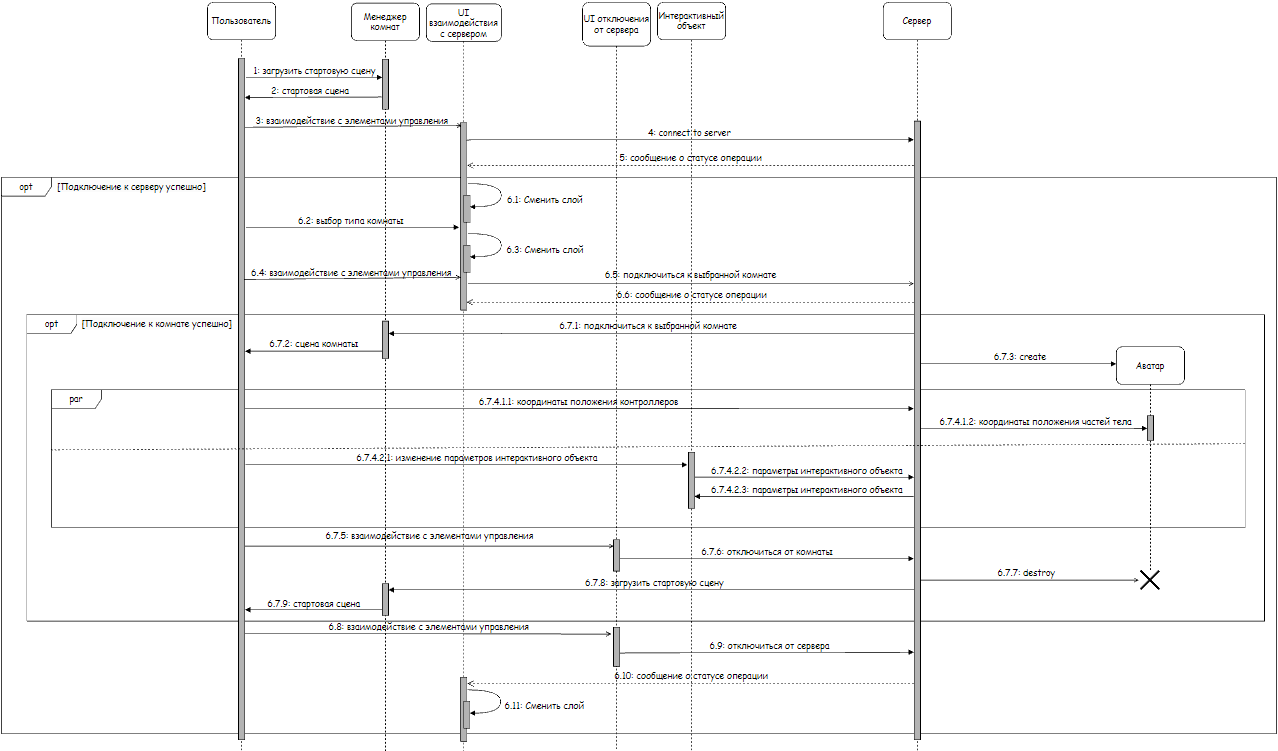 Пользователь
Менеджер
комнат
UI
взаимодействия
с сервером
UI отключения
от сервера
Интерактивный
объект
Сервер
1: загрузить стартовую сцену
2: стартовая сцена
3: взаимодействие с элементами управления
4: connect to server
5: сообщение о статусе операции
opt
[Подключение к серверу успешно]
6.1: Сменить слой
6.2: выбор типа комнаты
6.3: Сменить слой
6.4: взаимодействие с элементами управления
6.5: подключиться к выбранной комнате
6.6: сообщение о статусе операции
opt
[Подключение к комнате успешно]
6.7.1: подключиться к выбранной комнате
6.7.2: сцена комнаты
6.7.3: create
Аватар
par
6.7.4.1.1: координаты положения контроллеров
6.7.4.1.2: координаты положения частей тела
6.7.4.2.1: изменение параметров интерактивного объекта
6.7.4.2.2: параметры интерактивного объекта
6.7.4.2.3: параметры интерактивного объекта
6.7.5: взаимодействие с элементами управления
6.7.6: отключиться от комнаты
6.7.7: destroy
6.7.8: загрузить стартовую сцену
6.7.9: стартовая сцена
6.8: взаимодействие с элементами управления
6.9: отключиться от сервера
6.10: сообщение о статусе операции
6.11: Сменить слой